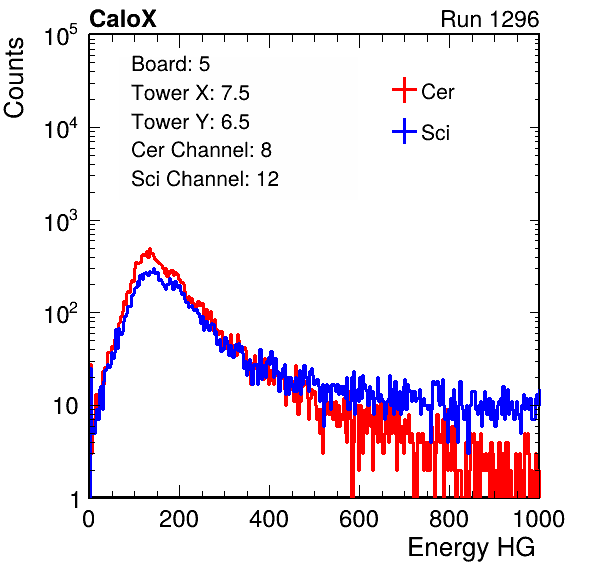 CaloX Run 1296
Counts
10^5
10^4
10^3
10^2
10
1
Board: 5
Tower X: 7.5
Tower Y: 6.5
Cer Channel: 8
Sci Channel: 12
Cer
Sci
0 200 400 600 800 1000
Energy HG